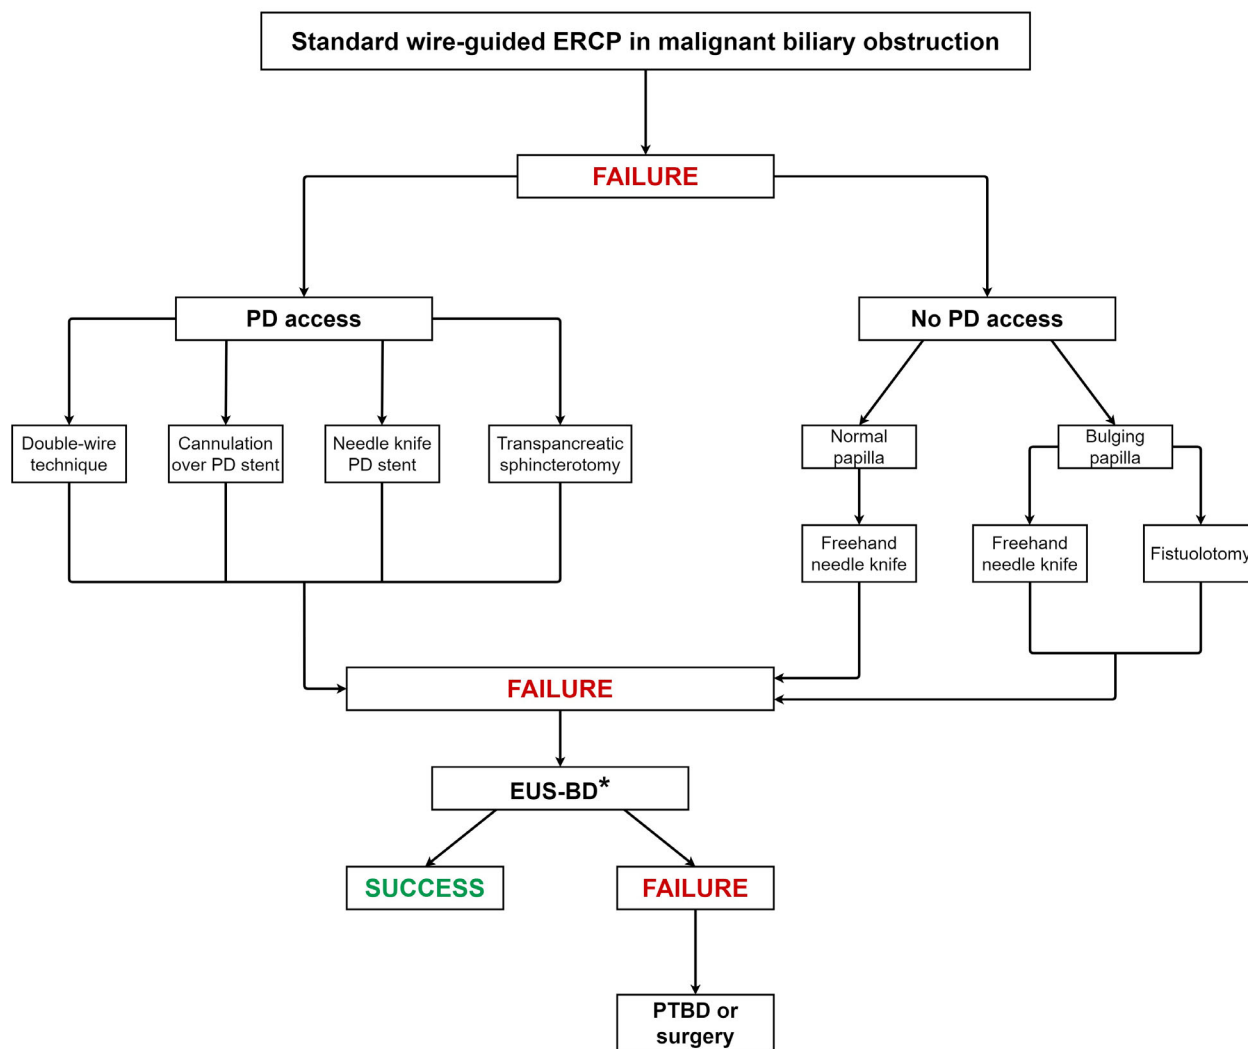 Standard wire-guided ERCP in malignant biliary obstruction
FAILURE
PD access
No PD access
Double-wire
technique
Cannulation
over PD stent
Needle knife
PD stent
Transpancreatic
sphincterotomy
Normal
papilla
Bulging
papilla
Freehand
needle knife
Freehand
needle knife
Fistuolotomy
FAILURE
EUS-BD*
SUCCESS
FAILURE
PTBD or
surgery